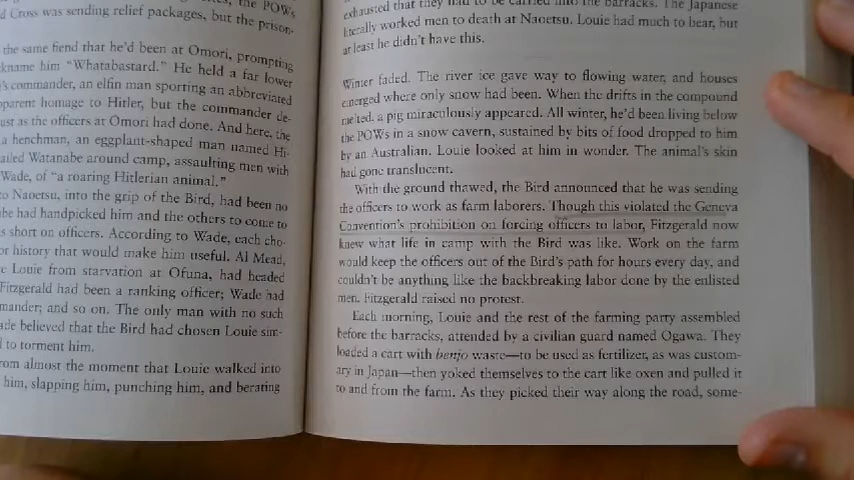 the POWs
d Cross was sending relief packages, but the prison-
the same fiend that he'd been at Omori, prompting
kname him "Whatabastard." He held a far lower
's commander, an elfin man sporting an abbreviated
parent homage to Hitler, but the commander de-
ust as the officers at Omori had done. And here, the
a henchman, an eggplant-shaped man named Hi-
ailed Watanabe around camp, assaulting men with
Wade, of "a roaring Hitlerian animal."
to Naoetsu, into the grip of the Bird, had been no
he had handpicked him and the others to come to
s short on officers. According to Wade, each cho-
or history that would make him useful. Al Mead,
e Louie from starvation at Ofuna, had headed
Fitzgerald had been a ranking officer; Wade had
mander; and so on. The only man with no such
ade believed that the Bird had chosen Louie sim-
l to torment him.
rom almost the moment that Louie walked into
him, slapping him, punching him, and berating
exhausted that they had to be carried into the barracks. The Japanese
literally worked men to death at Naoetsu. Louie had much to bear, but
at least he didn't have this.
Winter faded. The river ice gave way to flowing water, and houses
emerged where only snow had been. When the drifts in the compound
melted, a pig miraculously appeared. All winter, he'd been living below
the POWs in a snow cavern, sustained by bits of food dropped to him
by an Australian. Louie looked at him in wonder. The animal's skin
had gone translucent.
With the ground thawed, the Bird announced that he was sending
the officers to work as farm laborers. Though this violated the Geneva
Convention's prohibition on forcing officers to labor, Fitzgerald now
knew what life in camp with the Bird was like. Work on the farm
would keep the officers out of the Bird's path for hours every day, and
couldn't be anything like the backbreaking labor done by the enlisted
men. Fitzgerald raised no protest.
Each morning, Louie and the rest of the farming party assembled
before the barracks, attended by a civilian guard named Ogawa. They
loaded a cart with benjo waste—to be used as fertilizer, as was custom-
ary in Japan—then yoked themselves to the cart like oxen and pulled it
to and from the farm. As they picked their way along the road, some-